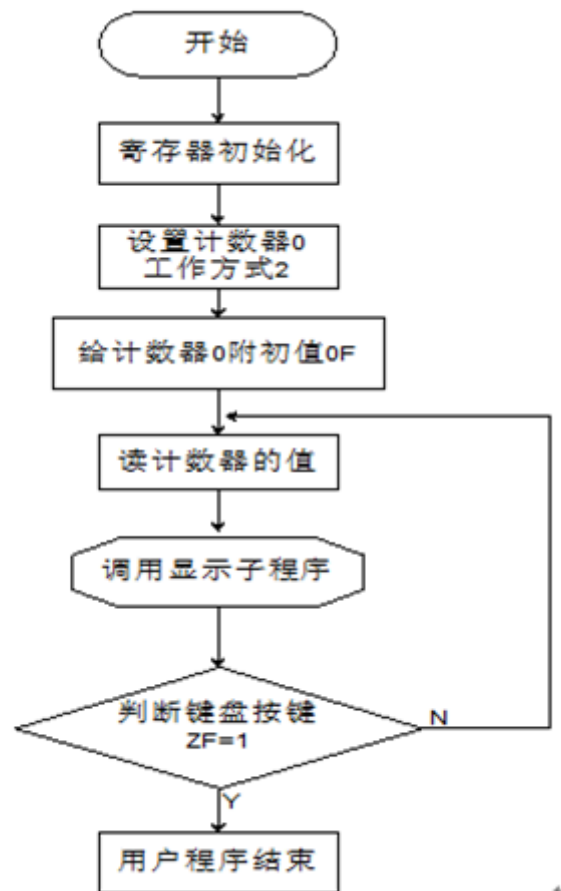 开始
寄存器初始化
设置计数器0
工作方式2
给计数器0附初值0F
读计数器的值
调用显示子程序
判断键盘按键
ZF=1
N
Y
用户程序结束